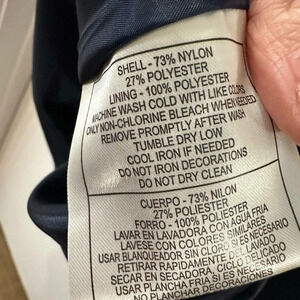 SHELL - 73% NYLON
27% POLYESTER
LINING - 100% POLYESTER
MACHINE WASH COLD WITH LIKE COLORS
ONLY NON-CHLORINE BLEACH WHEN NEEDED
REMOVE PROMPTLY AFTER WASH
TUMBLE DRY LOW
COOL IRON IF NEEDED
DO NOT IRON DECORATIONS
DO NOT DRY CLEAN
CUERPO - 73% NILON
27% POLIESTER
FORRO - 100% POLIESTER
LAVAR EN LAVADORA CON AGUA FRIA
LAVESE CON COLORES SIMILARES
USAR BLANQUEADOR SIN CLORO SI ES NECESARIO
RETIRAR RAPIDAMENTE DEL LAVADO
SECAR EN SECADORA, CICLO DELICADO
USAR PLANCHA FRIA SI ES NECESARIO
NO PLANCHAR DECORACIONES